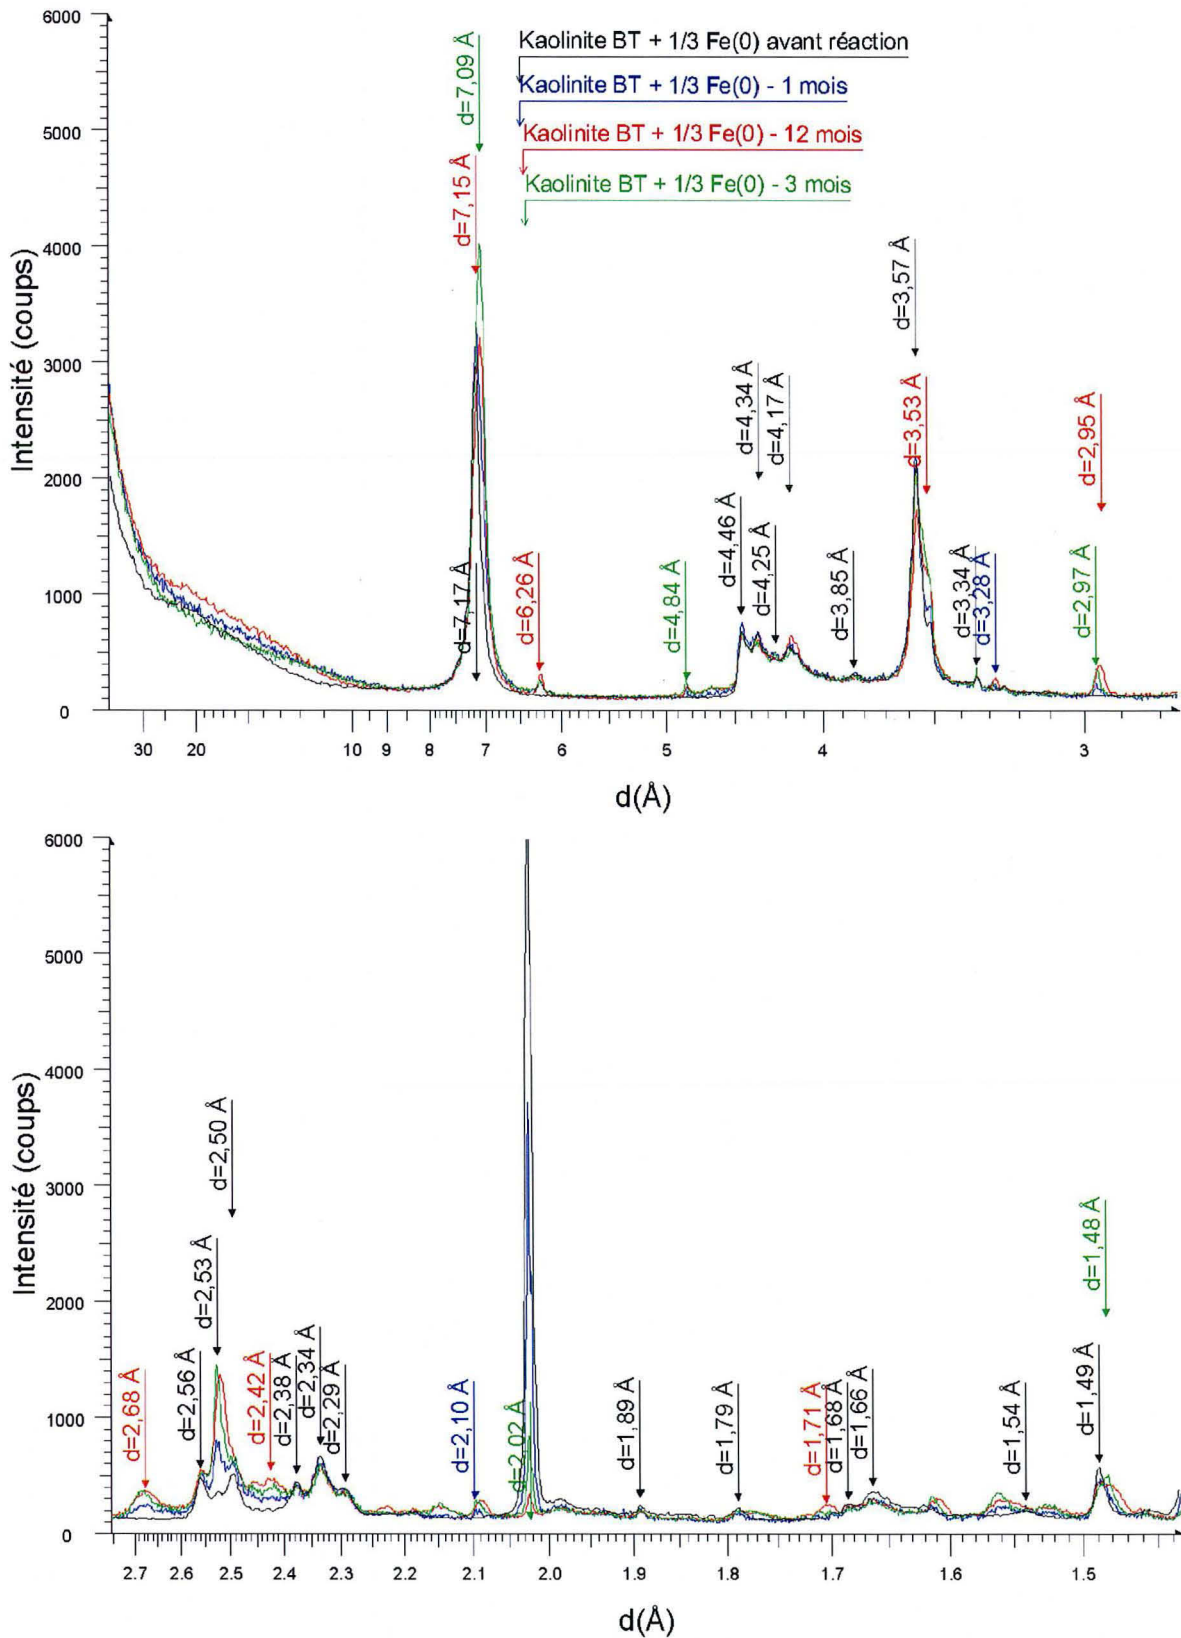 Kaolinite BT + 1/3 Fe(0) avant réaction
Kaolinite BT + 1/3 Fe(0) - 1 mois
Kaolinite BT + 1/3 Fe(0) - 12 mois
Kaolinite BT + 1/3 Fe(0) - 3 mois
Intensité (coups)
6000
5000
4000
3000
2000
1000
0
d=7,17 Å
d=7,15 Å
d=7,09 Å
d=6,26 Å
d=4,84 Å
d=4,46 Å
d=4,34 Å
d=4,25 Å
d=4,17 Å
d=3,85 Å
d=3,57 Å
d=3,53 Å
d=3,34 Å
d=3,28 Å
d=2,97 Å
d=2,95 Å
30 20 10 9 8 7 6 5 4 3
d(Å)
Intensité (coups)
6000
5000
4000
3000
2000
1000
0
d=2,68 Å
d=2,56 Å
d=2,53 Å
d=2,50 Å
d=2,42 Å
d=2,38 Å
d=2,34 Å
d=2,29 Å
d=2,10 Å
d=2,02 Å
d=1,89 Å
d=1,79 Å
d=1,71 Å
d=1,68 Å
d=1,66 Å
d=1,54 Å
d=1,49 Å
d=1,48 Å
2.7 2.6 2.5 2.4 2.3 2.2 2.1 2.0 1.9 1.8 1.7 1.6 1.5
d(Å)